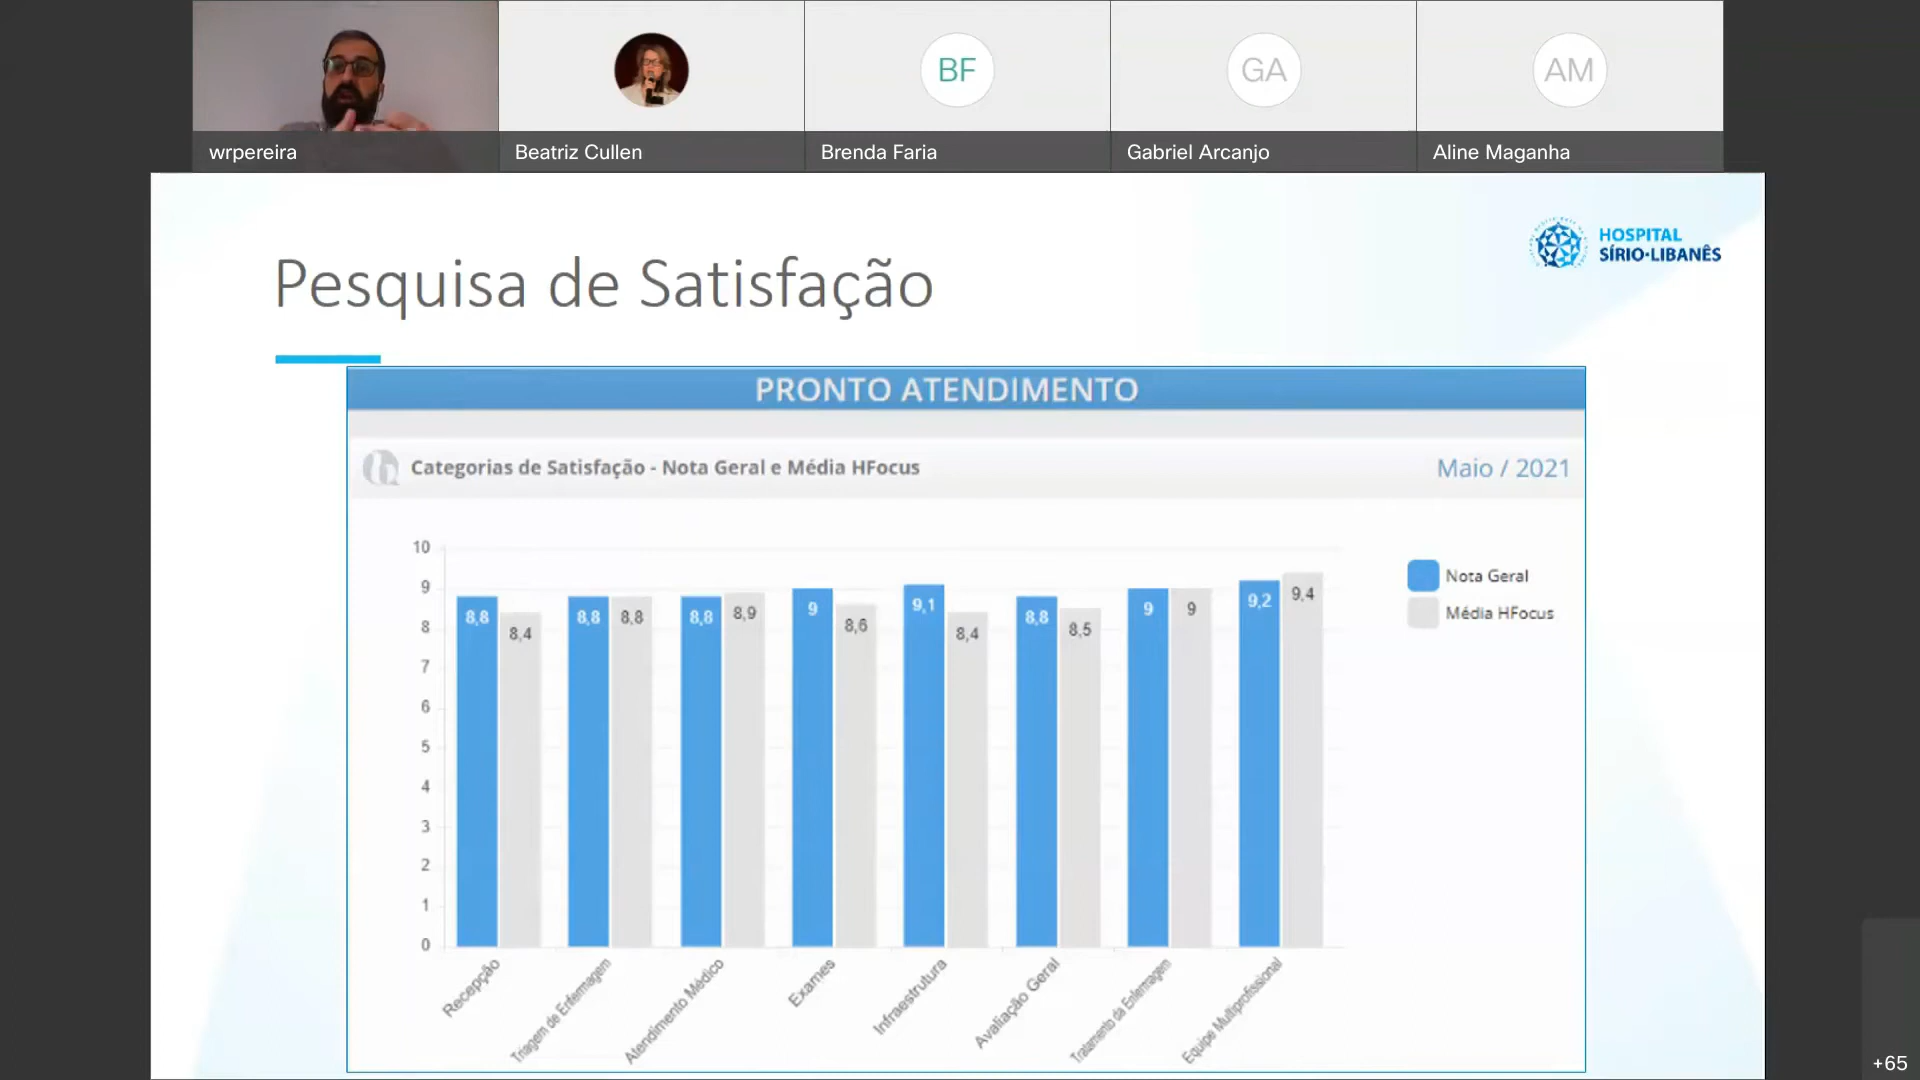 BF
GA
AM
wrpereira
Beatriz Cullen
Brenda Faria
Gabriel Arcanjo
Aline Maganha
HOSPITAL
SÍRIO-LIBANÊS
Pesquisa de Satisfação
PRONTO ATENDIMENTO
Categorias de Satisfação - Nota Geral e Média HFocus
Maio / 2021
10
9
8
7
6
5
4
3
2
1
0
8,8
8,4
8,8
8,8
8,8
8,9
9
8,6
9,1
8,4
8,8
8,5
9
9
9,2
9,4
Nota Geral
Média HFocus
Recepção
Triagem de Enfermagem
Atendimento Médico
Exames
Infraestrutura
Avaliação Geral
Tratamento da Enfermagem
Equipe Multiprofissional
+65